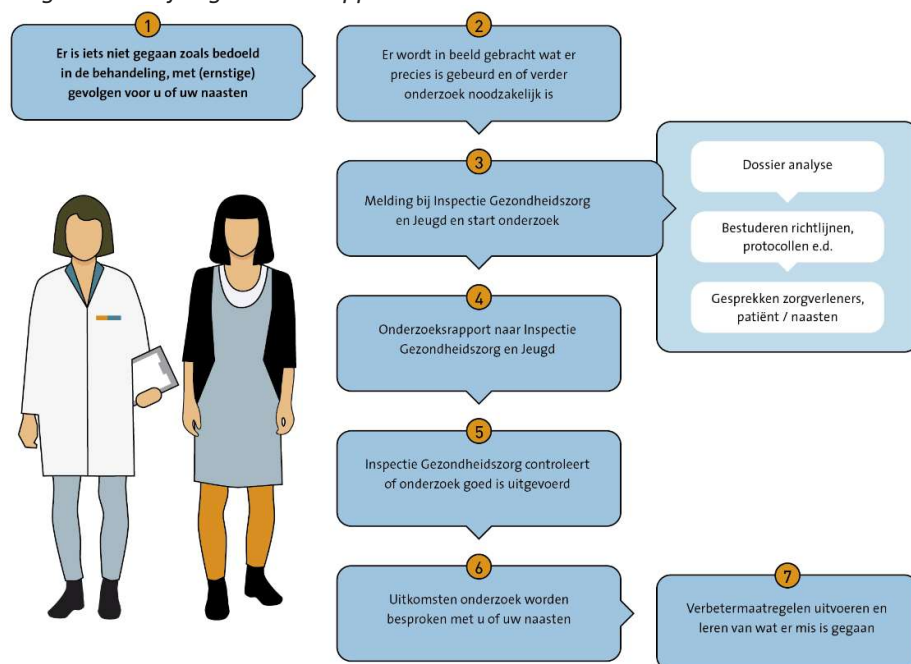 1
Er is iets niet gegaan zoals bedoeld
in de behandeling, met (ernstige)
gevolgen voor u of uw naasten
2
Er wordt in beeld gebracht wat er
precies is gebeurd en of verder
onderzoek noodzakelijk is
3
Melding bij Inspectie Gezondheidszorg
en Jeugd en start onderzoek
Dossier analyse
Bestuderen richtlijnen,
protocollen e.d.
Gesprekken zorgverleners,
patiënt / naasten
4
Onderzoeksrapport naar Inspectie
Gezondheidszorg en Jeugd
5
Inspectie Gezondheidszorg controleert
of onderzoek goed is uitgevoerd
6
Uitkomsten onderzoek worden
besproken met u of uw naasten
7
Verbetermaatregelen uitvoeren en
leren van wat er mis is gegaan